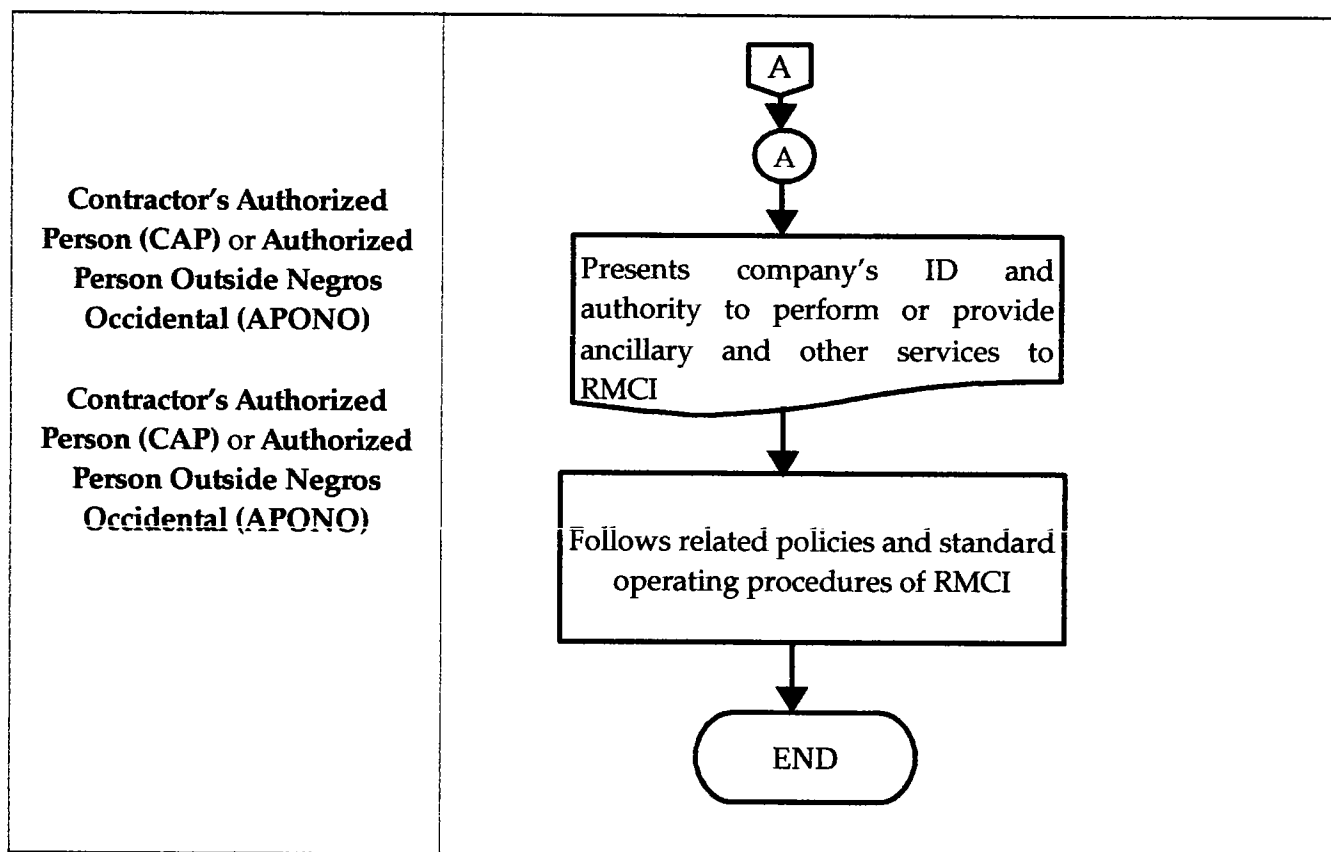 Contractor's Authorized
Person (CAP) or Authorized
Person Outside Negros
Occidental (APONO)
Contractor's Authorized
Person (CAP) or Authorized
Person Outside Negros
Occidental (APONO)
A
A
Presents company's ID and
authority to perform or provide
ancillary and other services to
RMCI
Follows related policies and standard
operating procedures of RMCI
END